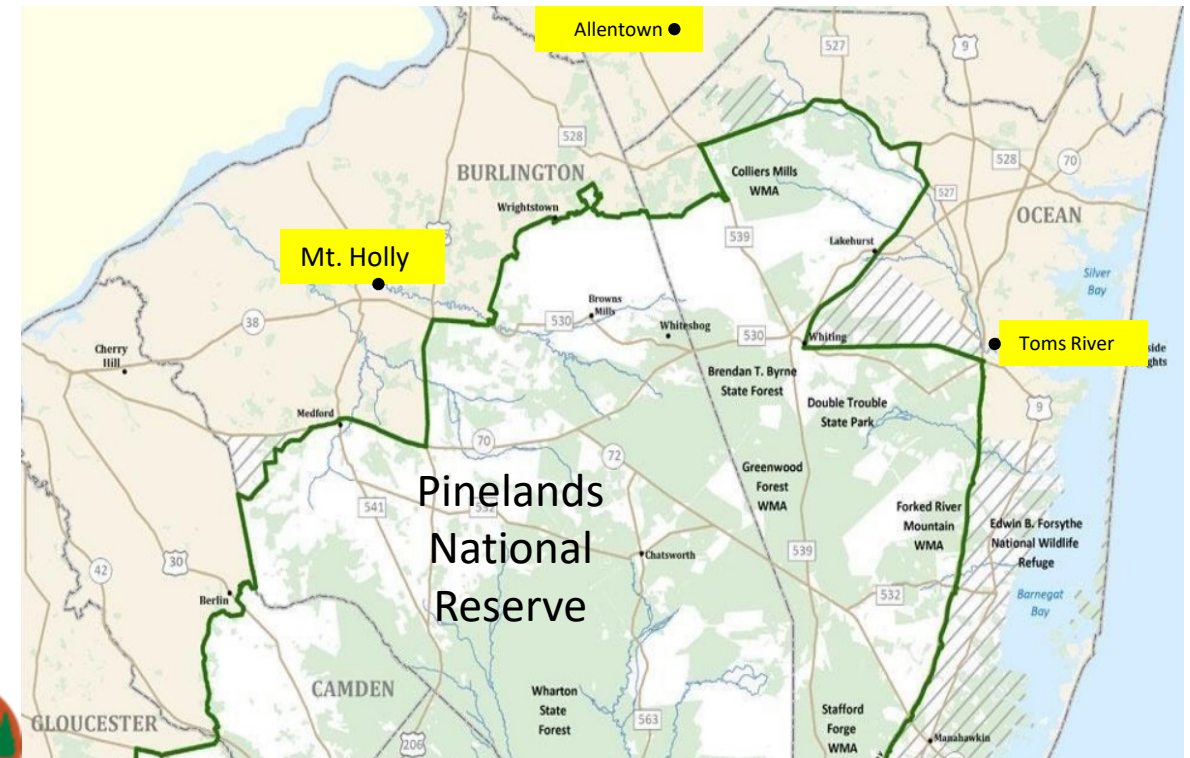 Allentown
527
9
528
BURLINGTON
Colliers Mills
WMA
528
70
Wrightstown
527
OCEAN
539
Lakehurst
Mt. Holly
Silver
Bay
Browns
Mills
38
530
Whitesbog
530
Whiting
Toms River
side
ghts
Cherry
Hill
Brendan T. Byrne
State Forest
Double Trouble
State Park
9
Medford
70
72
Greenwood
Forest
WMA
Pinelands
National
Reserve
541
532
Forked River
Mountain
WMA
Edwin B. Forsythe
National Wildlife
Refuge
Chatsworth
539
30
42
532
Barnegat
Bay
Berlin
CAMDEN
Wharton
State
Forest
GLOUCESTER
563
Stafford
Forge
WMA
206
Manahawkin